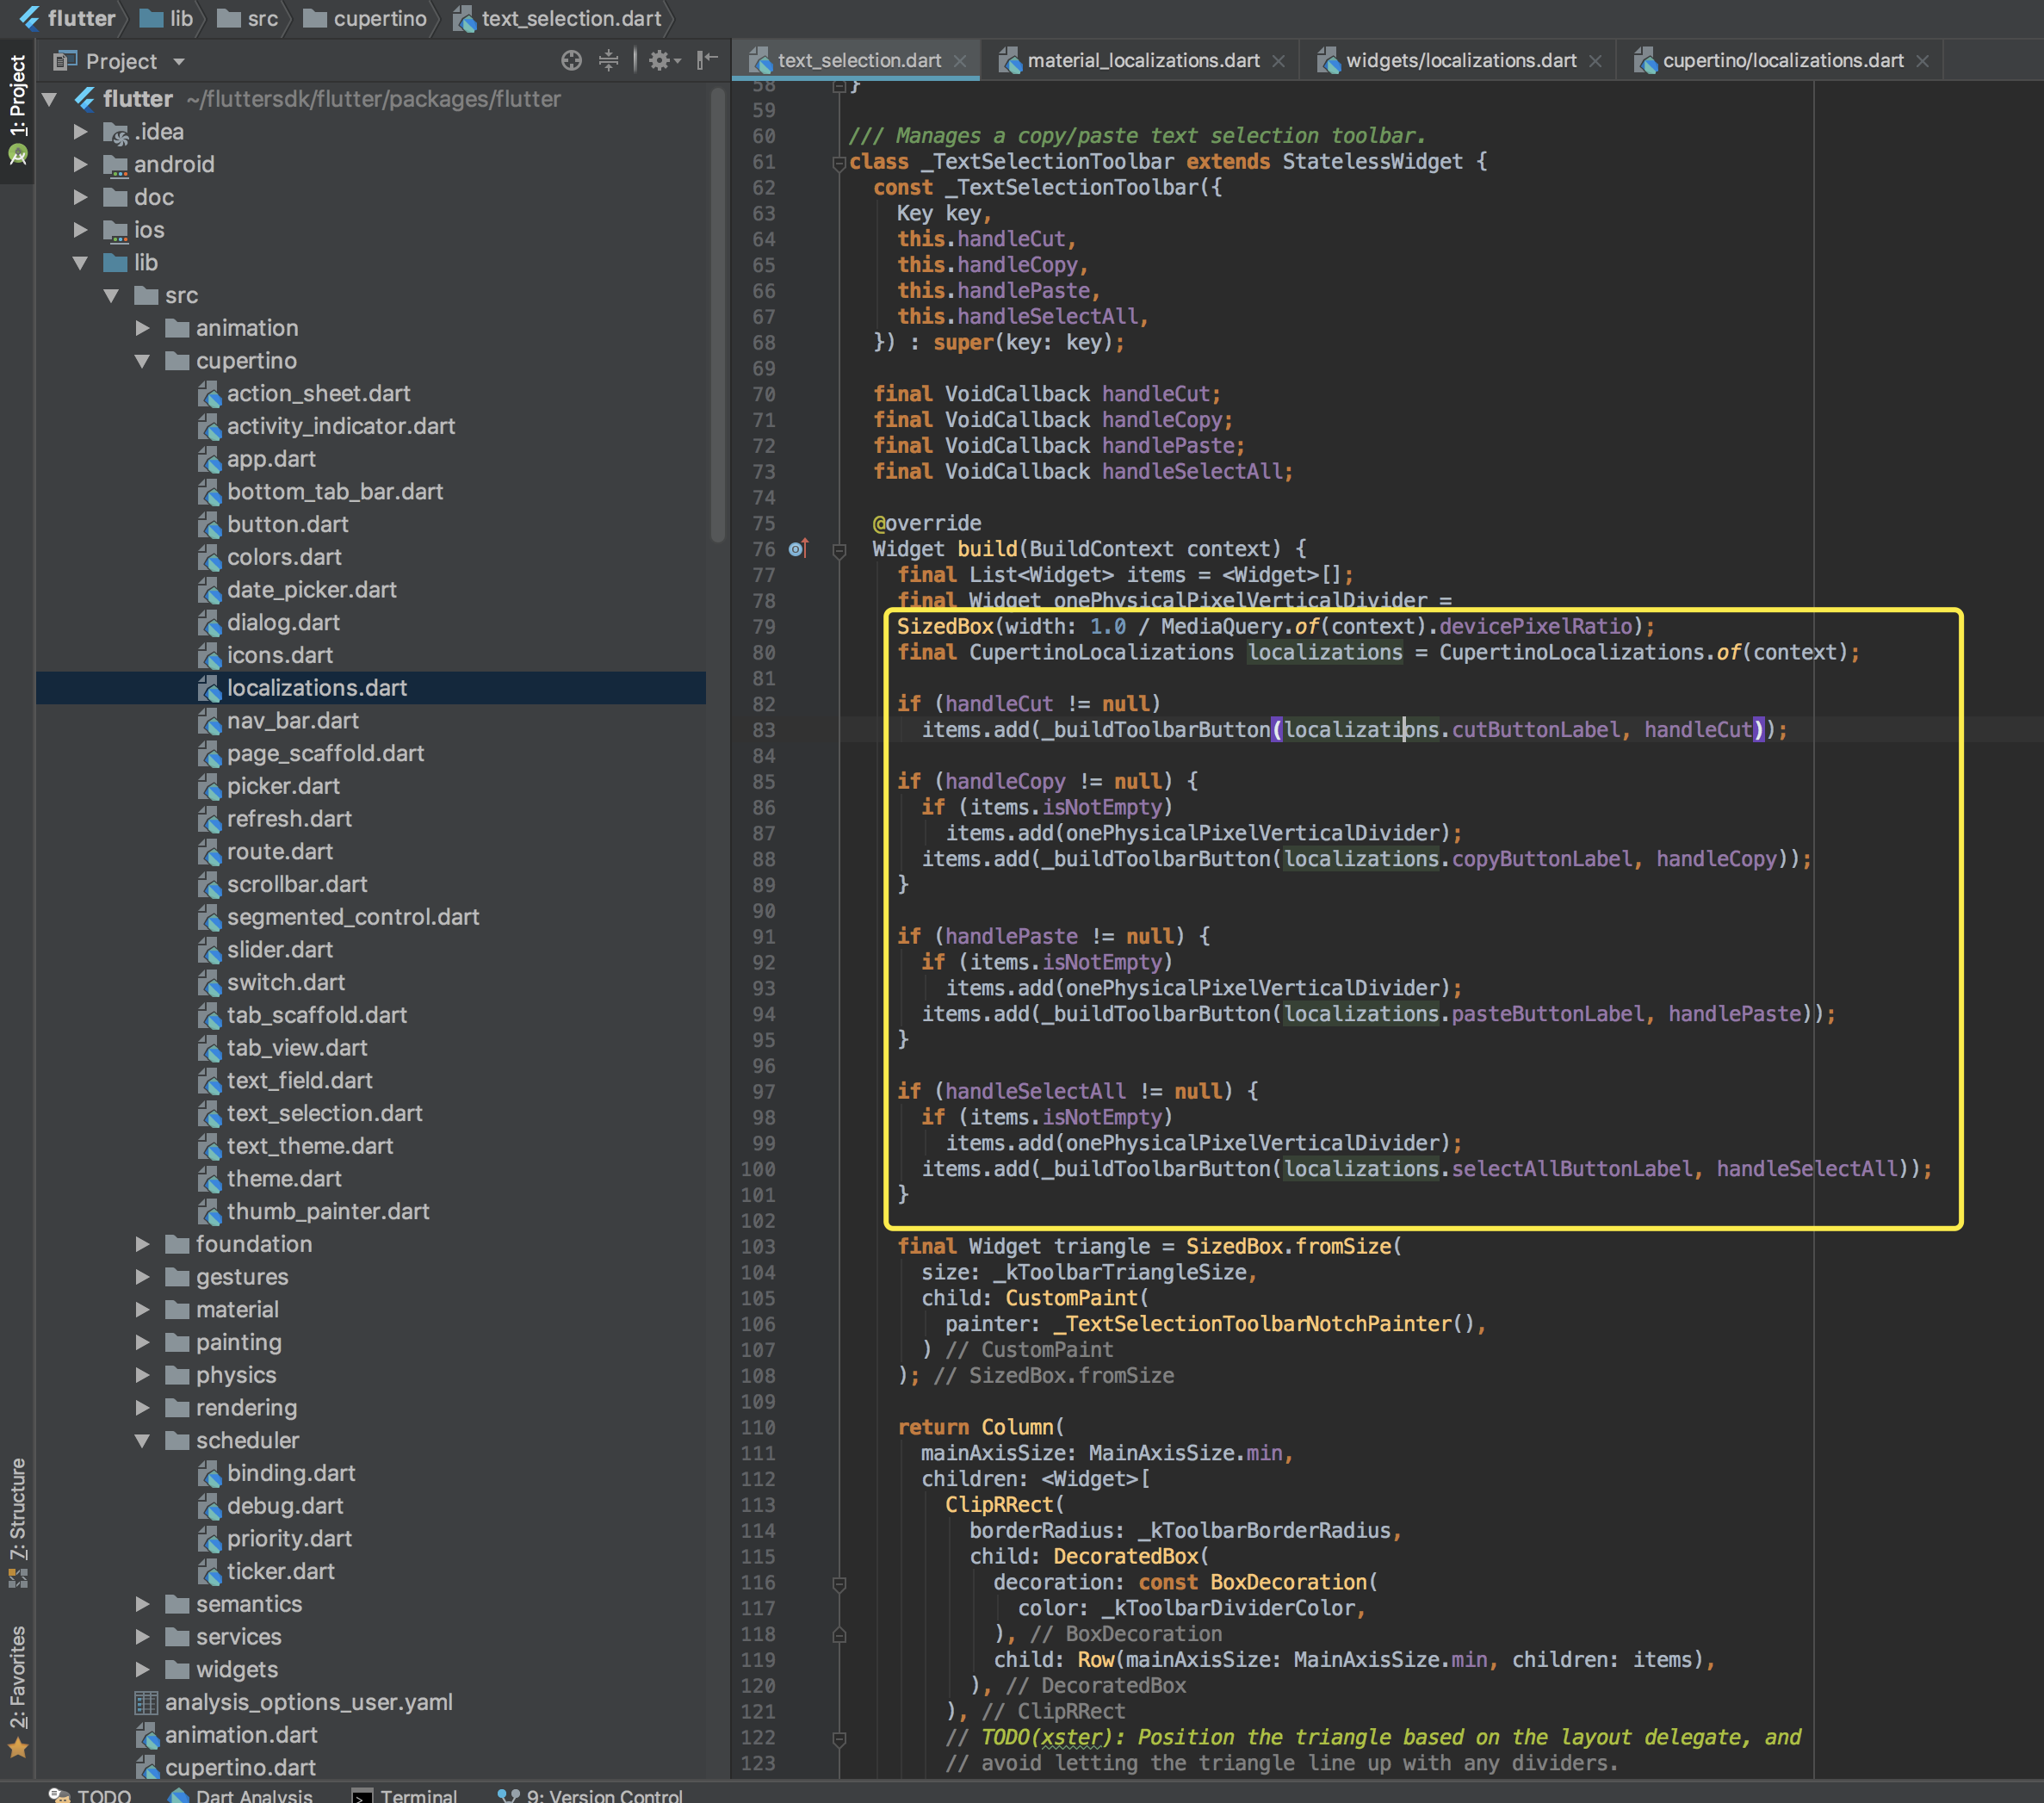 flutter lib src cupertino text_selection.dart
1: Project
7: Structure
2: Favorites
Project
flutter ~/fluttersdk/flutter/packages/flutter
.idea
android
doc
ios
lib
src
animation
cupertino
action_sheet.dart
activity_indicator.dart
app.dart
bottom_tab_bar.dart
button.dart
colors.dart
date_picker.dart
dialog.dart
icons.dart
localizations.dart
nav_bar.dart
page_scaffold.dart
picker.dart
refresh.dart
route.dart
scrollbar.dart
segmented_control.dart
slider.dart
switch.dart
tab_scaffold.dart
tab_view.dart
text_field.dart
text_selection.dart
text_theme.dart
theme.dart
thumb_painter.dart
foundation
gestures
material
painting
physics
rendering
scheduler
binding.dart
debug.dart
priority.dart
ticker.dart
semantics
services
widgets
analysis_options_user.yaml
animation.dart
cupertino.dart
text_selection.dart material_localizations.dart widgets/localizations.dart cupertino/localizations.dart
58 }
59
60 /// Manages a copy/paste text selection toolbar.
61 class _TextSelectionToolbar extends StatelessWidget {
62 const _TextSelectionToolbar({
63 Key key,
64 this.handleCut,
65 this.handleCopy,
66 this.handlePaste,
67 this.handleSelectAll,
68 }) : super(key: key);
69
70 final VoidCallback handleCut;
71 final VoidCallback handleCopy;
72 final VoidCallback handlePaste;
73 final VoidCallback handleSelectAll;
74
75 @override
76 Widget build(BuildContext context) {
77 final List<Widget> items = <Widget>[];
78 final Widget onePhysicalPixelVerticalDivider =
79 SizedBox(width: 1.0 / MediaQuery.of(context).devicePixelRatio);
80 final CupertinoLocalizations localizations = CupertinoLocalizations.of(context);
81
82 if (handleCut != null)
83 items.add(_buildToolbarButton(localizations.cutButtonLabel, handleCut));
84
85 if (handleCopy != null) {
86 if (items.isNotEmpty)
87 items.add(onePhysicalPixelVerticalDivider);
88 items.add(_buildToolbarButton(localizations.copyButtonLabel, handleCopy));
89 }
90
91 if (handlePaste != null) {
92 if (items.isNotEmpty)
93 items.add(onePhysicalPixelVerticalDivider);
94 items.add(_buildToolbarButton(localizations.pasteButtonLabel, handlePaste));
95 }
96
97 if (handleSelectAll != null) {
98 if (items.isNotEmpty)
99 items.add(onePhysicalPixelVerticalDivider);
100 items.add(_buildToolbarButton(localizations.selectAllButtonLabel, handleSelectAll));
101 }
102
103 final Widget triangle = SizedBox.fromSize(
104 size: _kToolbarTriangleSize,
105 child: CustomPaint(
106 painter: _TextSelectionToolbarNotchPainter(),
107 ) // CustomPaint
108 ); // SizedBox.fromSize
109
110 return Column(
111 mainAxisSize: MainAxisSize.min,
112 children: <Widget>[
113 ClipRRect(
114 borderRadius: _kToolbarBorderRadius,
115 child: DecoratedBox(
116 decoration: const BoxDecoration(
117 color: _kToolbarDividerColor,
118 ), // BoxDecoration
119 child: Row(mainAxisSize: MainAxisSize.min, children: items),
120 ), // DecoratedBox
121 ), // ClipRRect
122 // TODO(xster): Position the triangle based on the layout delegate, and
123 // avoid letting the triangle line up with any dividers.
TODO Dart Analysis Terminal 9: Version Control